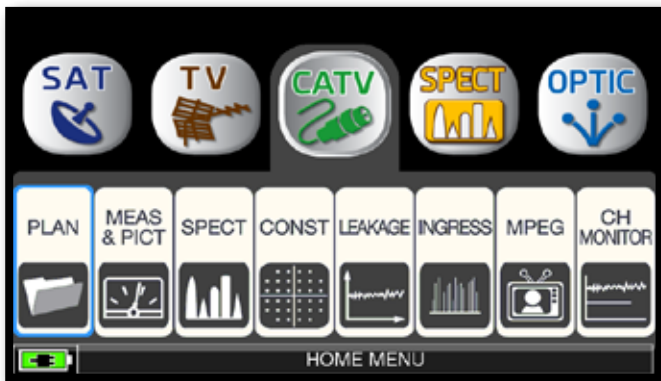 SAT
TV
CATV
SPECT
OPTIC
PLAN
MEAS
& PICT
SPECT
CONST
LEAKAGE
INGRESS
MPEG
CH
MONITOR
HOME MENU